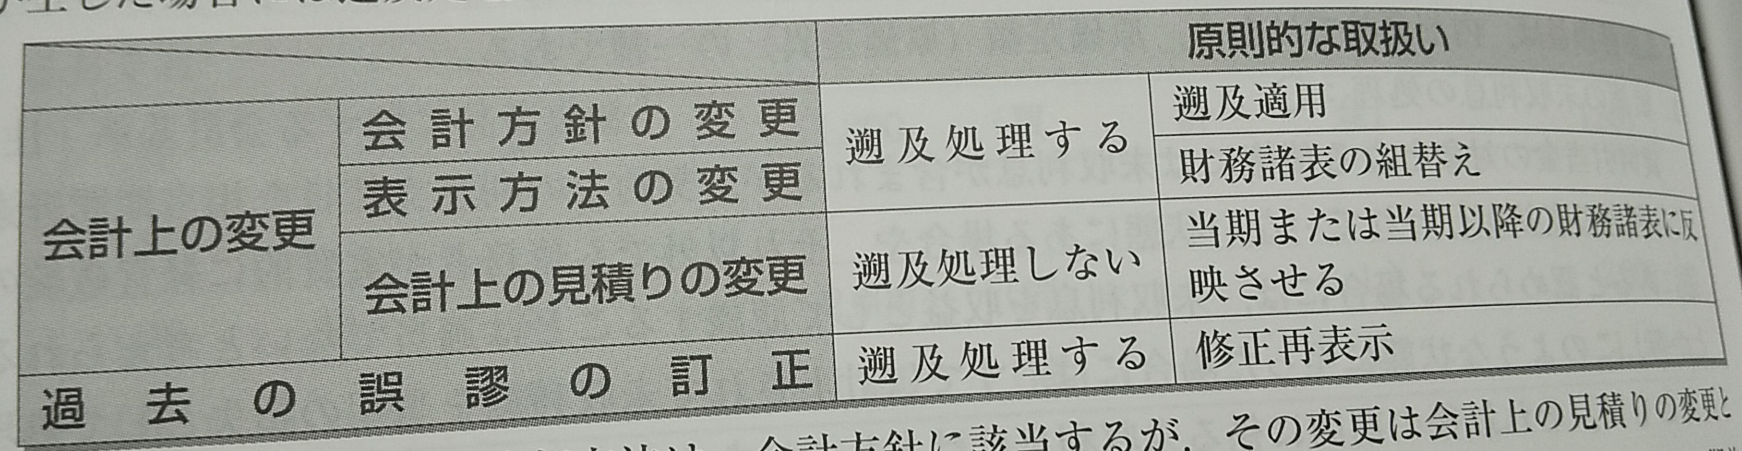 原則的な取扱い
会計上の変更
会計方針の変更
遡及処理する
遡及適用
表示方法の変更
財務諸表の組替え
会計上の見積りの変更
遡及処理しない
当期または当期以降の財務諸表に反
映させる
過去の誤謬の訂正
遡及処理する
修正再表示
会計方針に該当するが，その変更は会計上の見積りの変更と